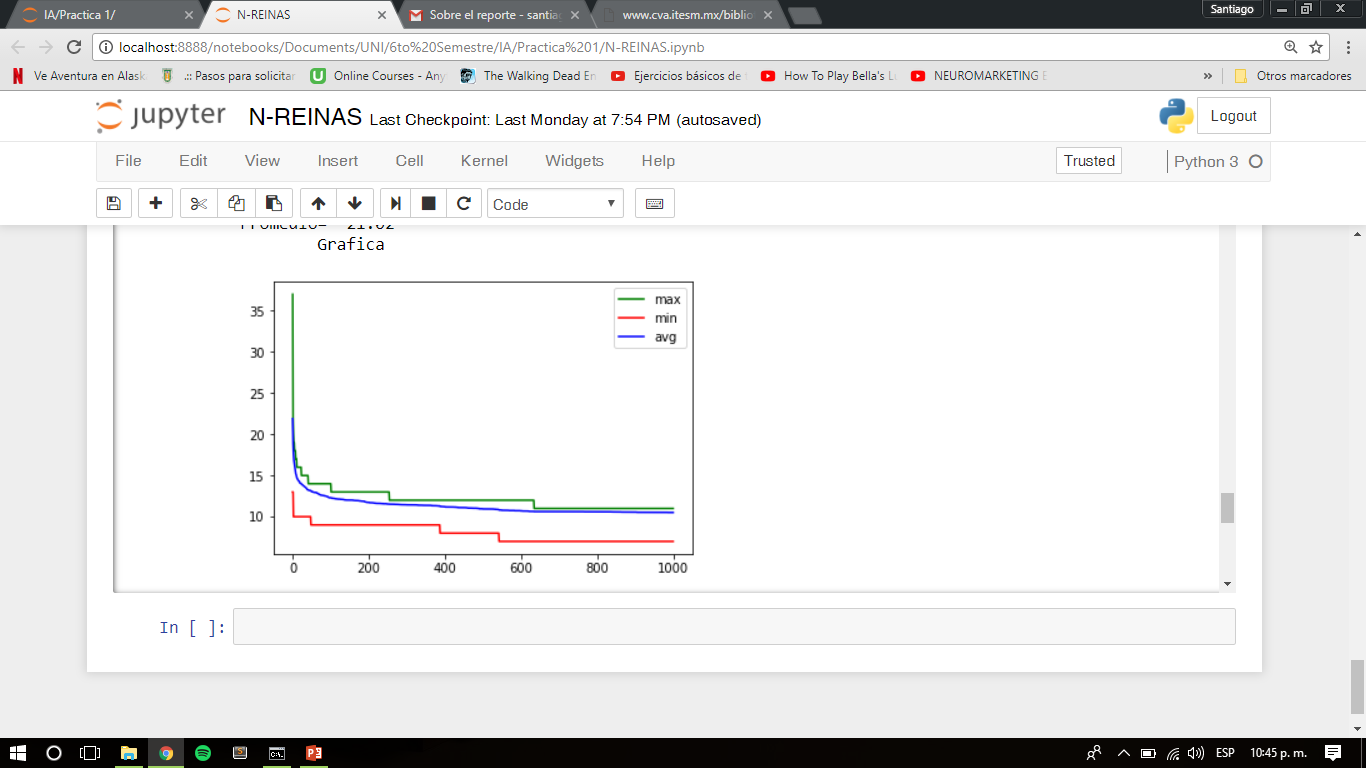 IA/Practica 1/
N-REINAS
Sobre el reporte - santia
www.cva.itesm.mx/biblio
Santiago
localhost:8888/notebooks/Documents/UNI/6to%20Semestre/IA/Practica%201/N-REINAS.ipynb
Ve Aventura en Alask
.:: Pasos para solicitar
Online Courses - Any
The Walking Dead En
Ejercicios básicos de
How To Play Bella's Lu
NEUROMARKETING E
»
Otros marcadores
jupyter N-REINAS Last Checkpoint: Last Monday at 7:54 PM (autosaved)
Logout
File Edit View Insert Cell Kernel Widgets Help
Trusted
Python 3
Code
Promedio= 21.02
Grafica
max
min
avg
35
30
25
20
15
10
0 200 400 600 800 1000
In [ ]:
ESP
10:45 p. m.